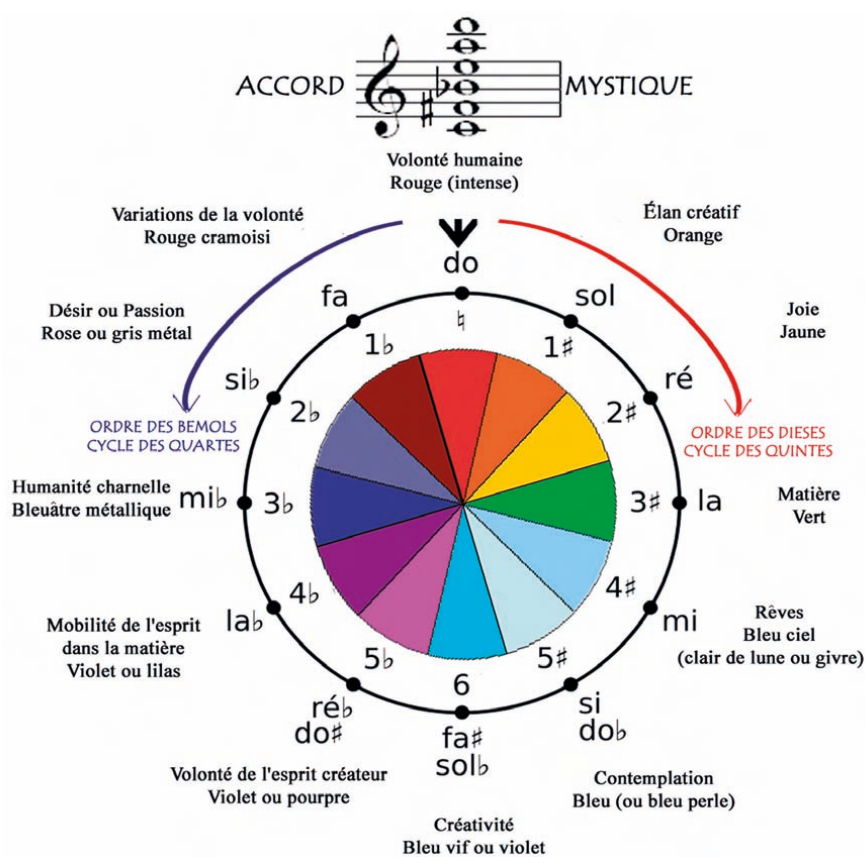 ACCORD MYSTIQUE
Volonté humaine
Rouge (intense)
Variations de la volonté
Rouge cramoisi
Élan créatif
Orange
do
fa
sol
Désir ou Passion
Rose ou gris métal
Joie
Jaune
♮
1♭
1♯
si♭
ré
2♭
2♯
ORDRE DES BEMOLS
CYCLE DES QUARTES
ORDRE DES DIESES
CYCLE DES QUINTES
Humanité charnelle
Bleuâtre métallique
mi♭
3♭
3♯
la
Matière
Vert
4♭
4♯
la♭
mi
Mobilité de l'esprit
dans la matière
Violet ou lilas
Rêves
Bleu ciel
(clair de lune ou givre)
5♭
5♯
6
ré♭
do♯
fa♯
sol♭
si
do♭
Volonté de l'esprit créateur
Violet ou pourpre
Contemplation
Bleu (ou bleu perle)
Créativité
Bleu vif ou violet